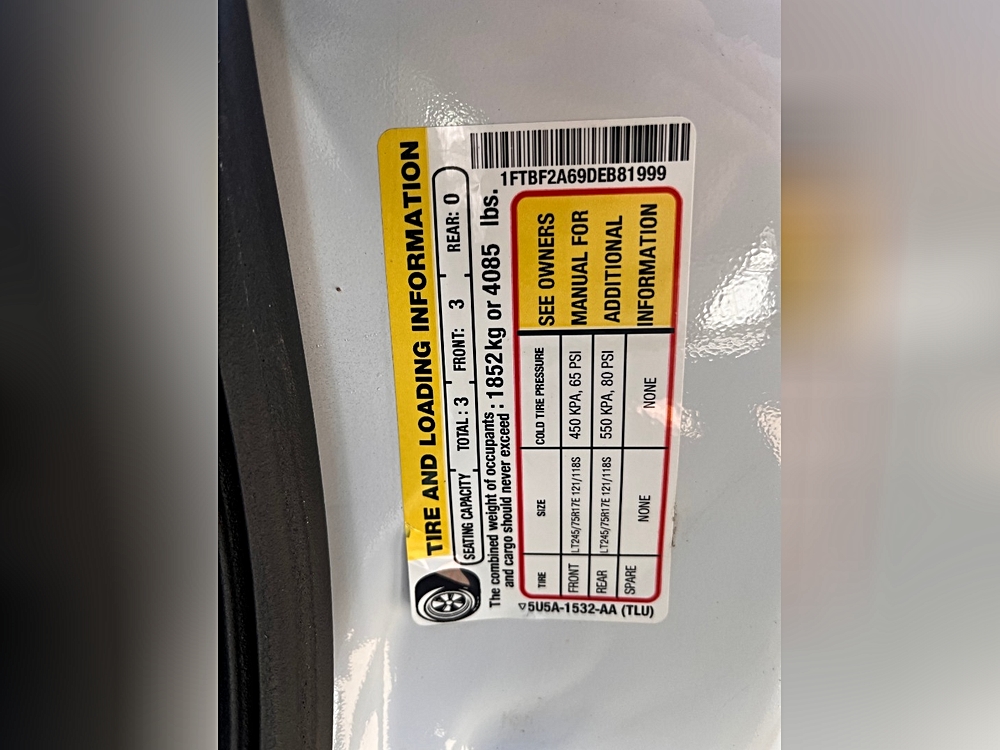 TIRE AND LOADING INFORMATION
SEATING CAPACITY TOTAL: 3 FRONT: 3 REAR: 0
The combined weight of occupants and cargo should never exceed : 1852kg or 4085 lbs.
1FTBF2A69DEB81999
TIRE SIZE COLD TIRE PRESSURE
FRONT LT245/75R17E 121/118S 450 KPA, 65 PSI
REAR LT245/75R17E 121/118S 550 KPA, 80 PSI
SPARE NONE NONE
SEE OWNERS
MANUAL FOR
ADDITIONAL
INFORMATION
▽5U5A-1532-AA (TLU)